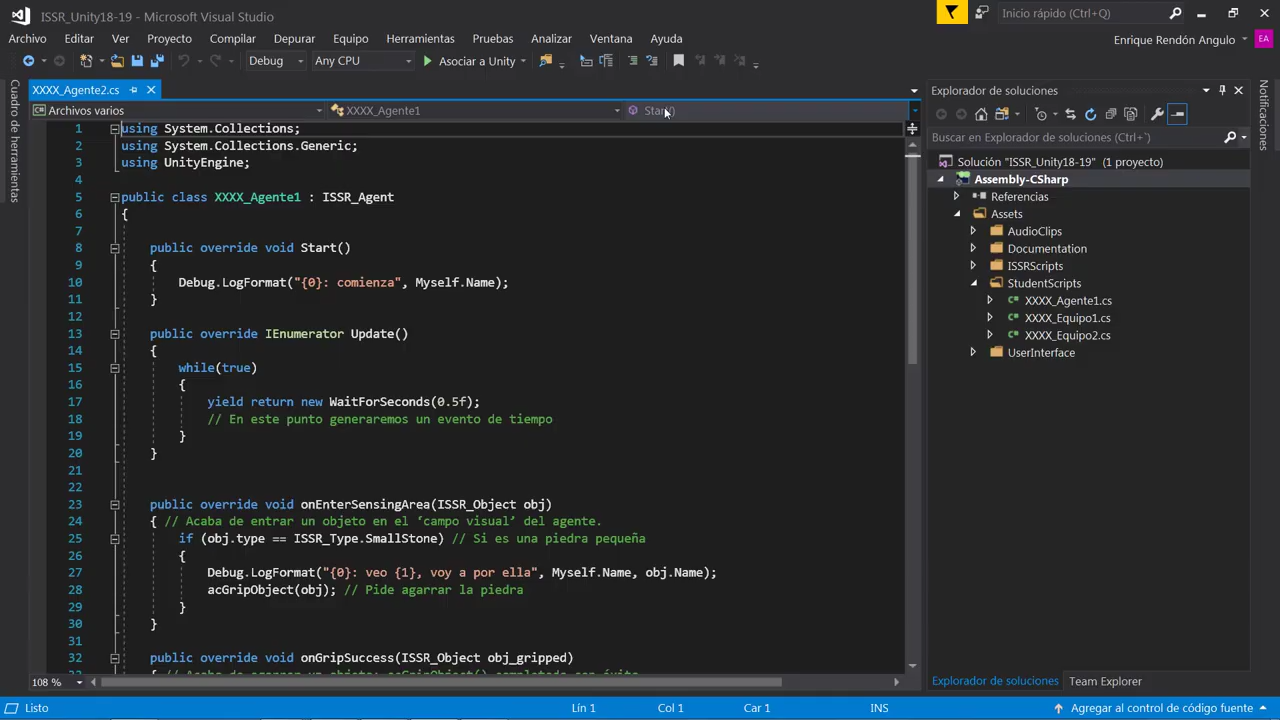 ISSR_Unity18-19 - Microsoft Visual Studio
Inicio rápido (Ctrl+Q)
Archivo Editar Ver Proyecto Compilar Depurar Equipo Herramientas Pruebas Analizar Ventana Ayuda
Enrique Rendón Angulo EA
Debug Any CPU Asociar a Unity
Cuadro de herramientas
XXXX_Agente2.cs
Archivos varios XXXX_Agente1 Start()
1 using System.Collections;
2 using System.Collections.Generic;
3 using UnityEngine;
4
5 public class XXXX_Agente1 : ISSR_Agent
6 {
7
8 public override void Start()
9 {
10 Debug.LogFormat("{0}: comienza", Myself.Name);
11 }
12
13 public override IEnumerator Update()
14 {
15 while(true)
16 {
17 yield return new WaitForSeconds(0.5f);
18 // En este punto generaremos un evento de tiempo
19 }
20 }
21
22
23 public override void onEnterSensingArea(ISSR_Object obj)
24 { // Acaba de entrar un objeto en el ‘campo visual’ del agente.
25 if (obj.type == ISSR_Type.SmallStone) // Si es una piedra pequeña
26 {
27 Debug.LogFormat("{0}: veo {1}, voy a por ella", Myself.Name, obj.Name);
28 acGripObject(obj); // Pide agarrar la piedra
29 }
30 }
31
32 public override void onGripSuccess(ISSR_Object obj_gripped)
33 { // Acaba de agarrar un objeto: acGripObject() completada con éxito
108 %
Explorador de soluciones
Buscar en Explorador de soluciones (Ctrl+`)
Solución "ISSR_Unity18-19" (1 proyecto)
Assembly-CSharp
Referencias
Assets
AudioClips
Documentation
ISSRScripts
StudentScripts
XXXX_Agente1.cs
XXXX_Equipo1.cs
XXXX_Equipo2.cs
UserInterface
Explorador de soluciones Team Explorer
Notificaciones
Listo Lín 1 Col 1 Car 1 INS Agregar al control de código fuente